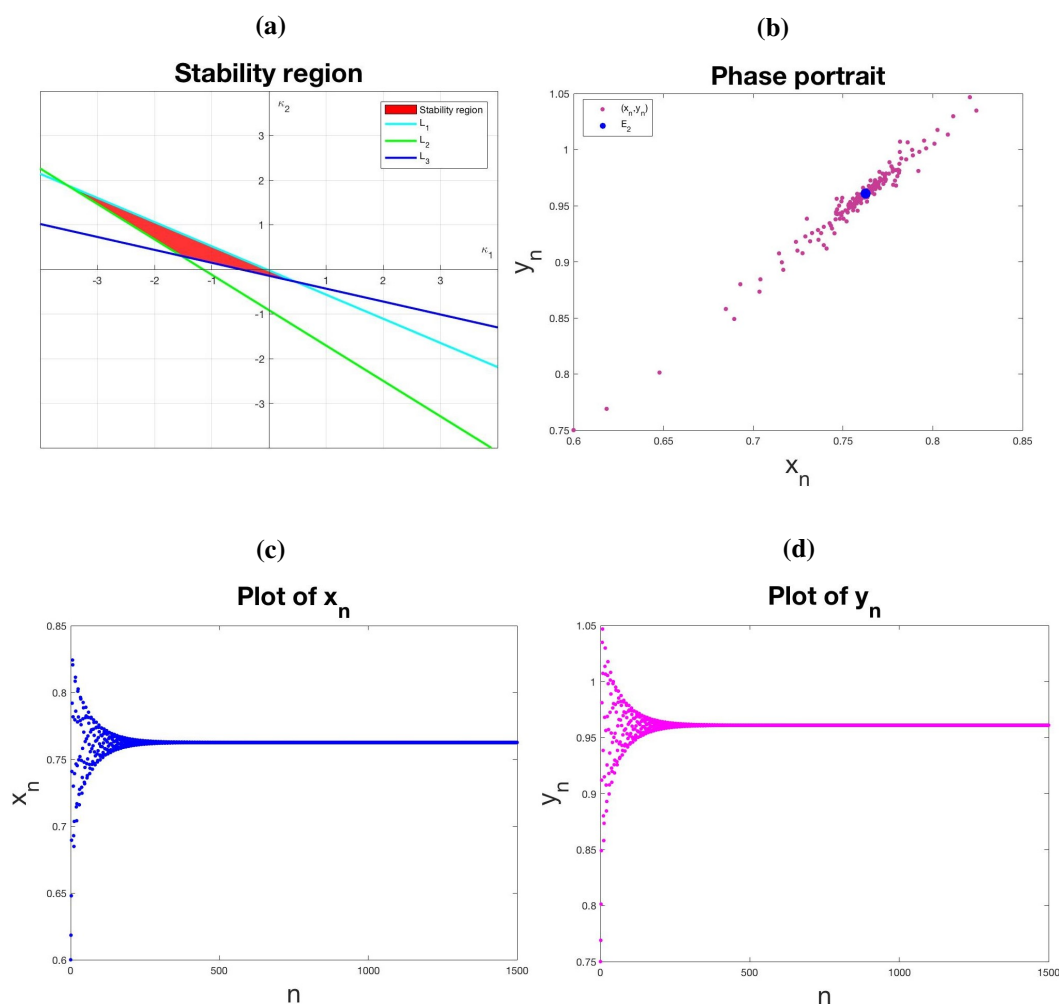 (a)
Stability region
κ₂
Stability region
L₁
L₂
L₃
3
2
1
κ₁
-3
-1
1
3
-1
-2
-3
(b)
Phase portrait
1.05
(xₙ,yₙ)
E₂
1
0.95
yₙ
0.9
0.85
0.8
0.75
0.6
0.65
0.7
0.75
0.8
0.85
xₙ
(c)
Plot of xₙ
0.85
0.8
0.75
xₙ
0.7
0.65
0.6
0
500
1000
1500
n
(d)
Plot of yₙ
1.05
1
0.95
yₙ
0.9
0.85
0.8
0.75
0
500
1000
1500
n